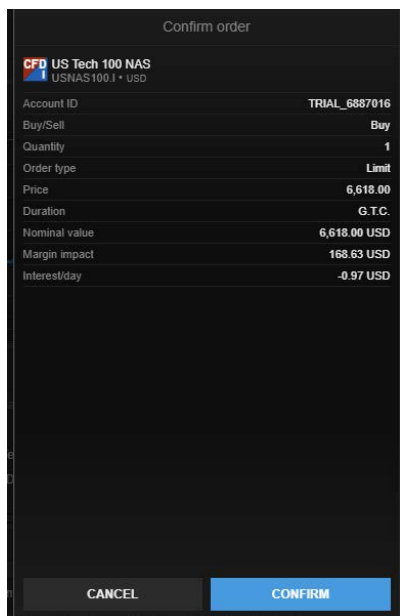 Confirm order
CFD
US Tech 100 NAS
I
USNAS100.I • USD
Account ID TRIAL_6887016
Buy/Sell Buy
Quantity 1
Order type Limit
Price 6,618.00
Duration G.T.C.
Nominal value 6,618.00 USD
Margin impact 168.63 USD
Interest/day -0.97 USD
CANCEL CONFIRM